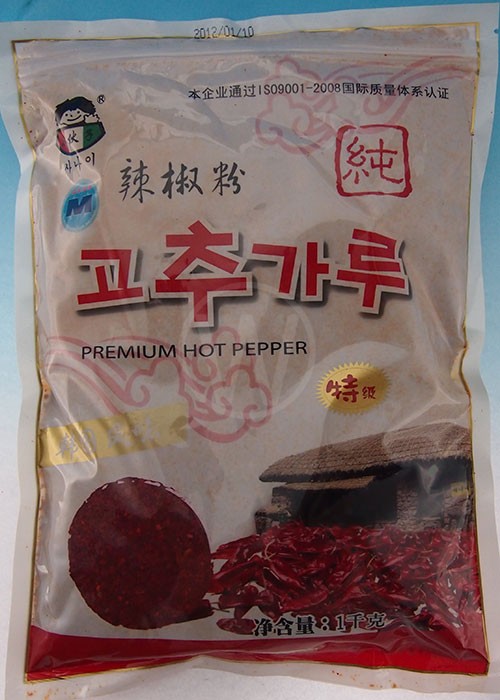 2012/01/10
本企业通过ISO9001-2008国际质量体系认证
®
사나이
M
辣椒粉
純
고추가루
PREMIUM HOT PEPPER
特级
净含量：1千克